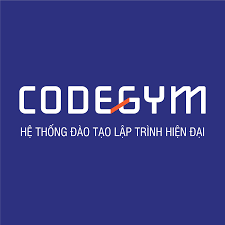 CODEGYM
HỆ THỐNG ĐÀO TẠO LẬP TRÌNH HIỆN ĐẠI